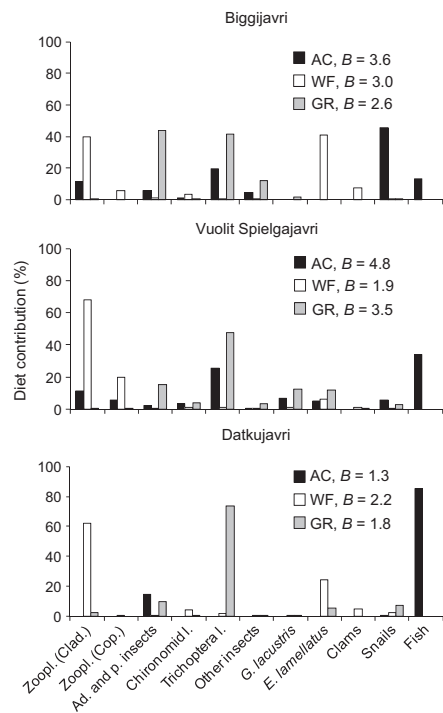 Biggijavri
100
80
60
40
20
0
AC, B = 3.6
WF, B = 3.0
GR, B = 2.6
Vuolit Spielgajavri
Diet contribution (%)
100
80
60
40
20
0
AC, B = 4.8
WF, B = 1.9
GR, B = 3.5
Datkujavri
100
80
60
40
20
0
AC, B = 1.3
WF, B = 2.2
GR, B = 1.8
Zoopl. (Clad.)
Zoopl. (Cop.)
Ad. and p. insects
Chironomid l.
Trichoptera l.
Other insects
G. lacustris
E. lamellatus
Clams
Snails
Fish